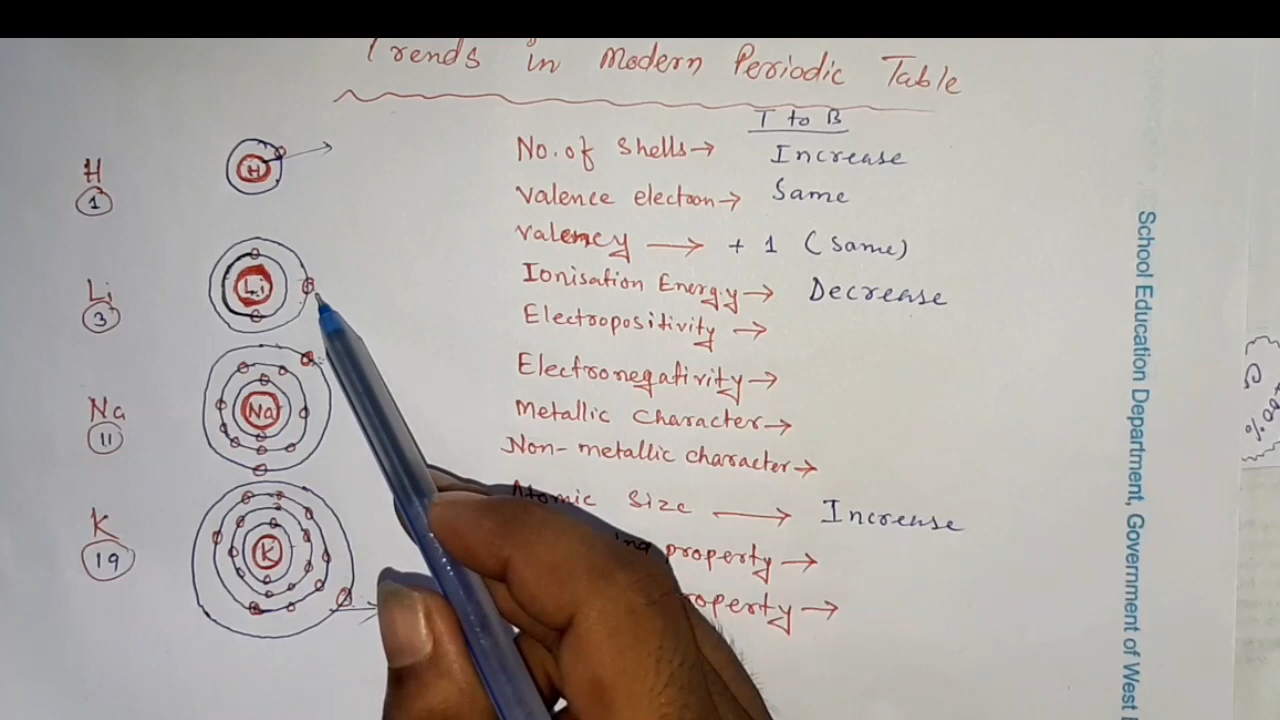 Trends in Modern Periodic Table
T to B
H
1
H
Li
3
Li
Na
11
Na
K
19
K
No. of Shells→ Increase
Valence electron→ Same
Valency → +1 (Same)
Ionisation Energy→ Decrease
Electropositivity →
Electronegativity→
Metallic Character→
Non-metallic character→
Atomic Size → Increase
property →
property →
School Education Department, Government of West